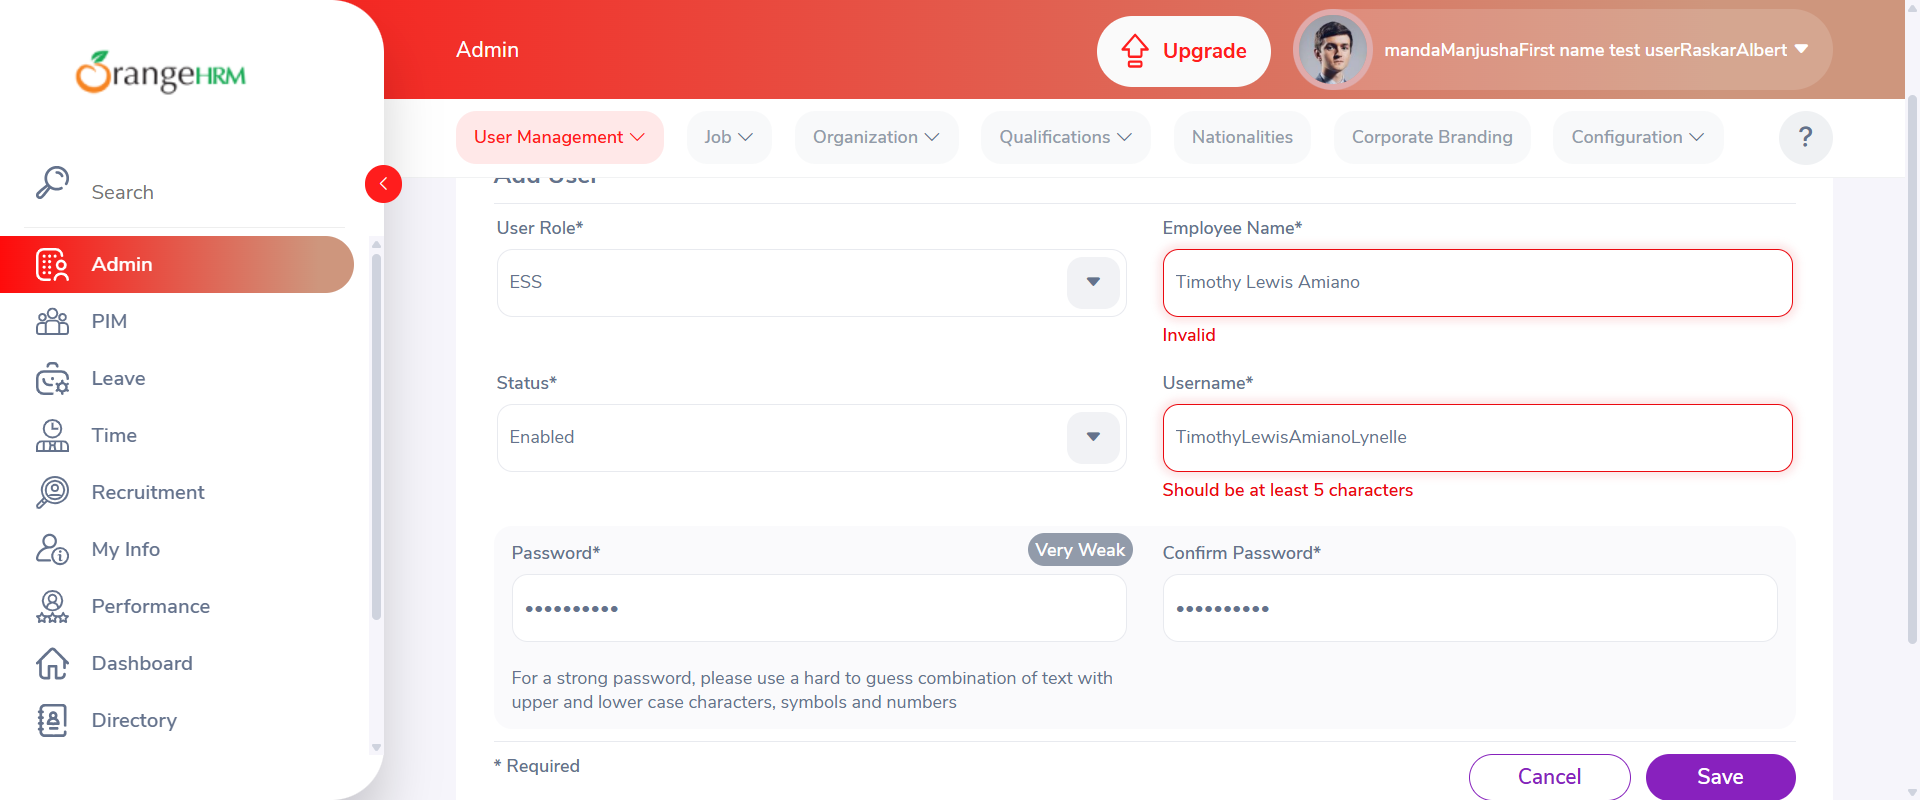 OrangeHRM
Search
Admin
PIM
Leave
Time
Recruitment
My Info
Performance
Dashboard
Directory
Admin
Upgrade
mandaManjushaFirst name test userRaskarAlbert
User Management
Job
Organization
Qualifications
Nationalities
Corporate Branding
Configuration
?
Add User
User Role*
ESS
Employee Name*
Timothy Lewis Amiano
Invalid
Status*
Enabled
Username*
TimothyLewisAmianoLynelle
Should be at least 5 characters
Password*
Very Weak
••••••••••
For a strong password, please use a hard to guess combination of text with
upper and lower case characters, symbols and numbers
Confirm Password*
••••••••••
* Required
Cancel
Save